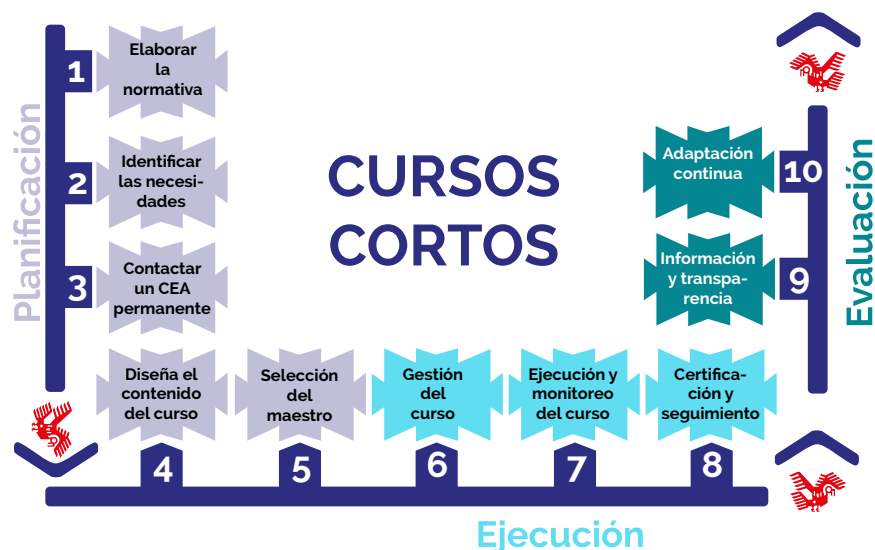 CURSOS
CORTOS
Planificación
1
Elaborar
la
normativa
2
Identificar
las necesi-
dades
3
Contactar
un CEA
permanente
4
Diseña el
contenido
del curso
5
Selección
del
maestro
6
Gestión
del
curso
7
Ejecución y
monitoreo
del curso
8
Certifica-
ción y
seguimiento
Ejecución
9
Información
y transpa-
rencia
10
Adaptación
continua
Evaluación